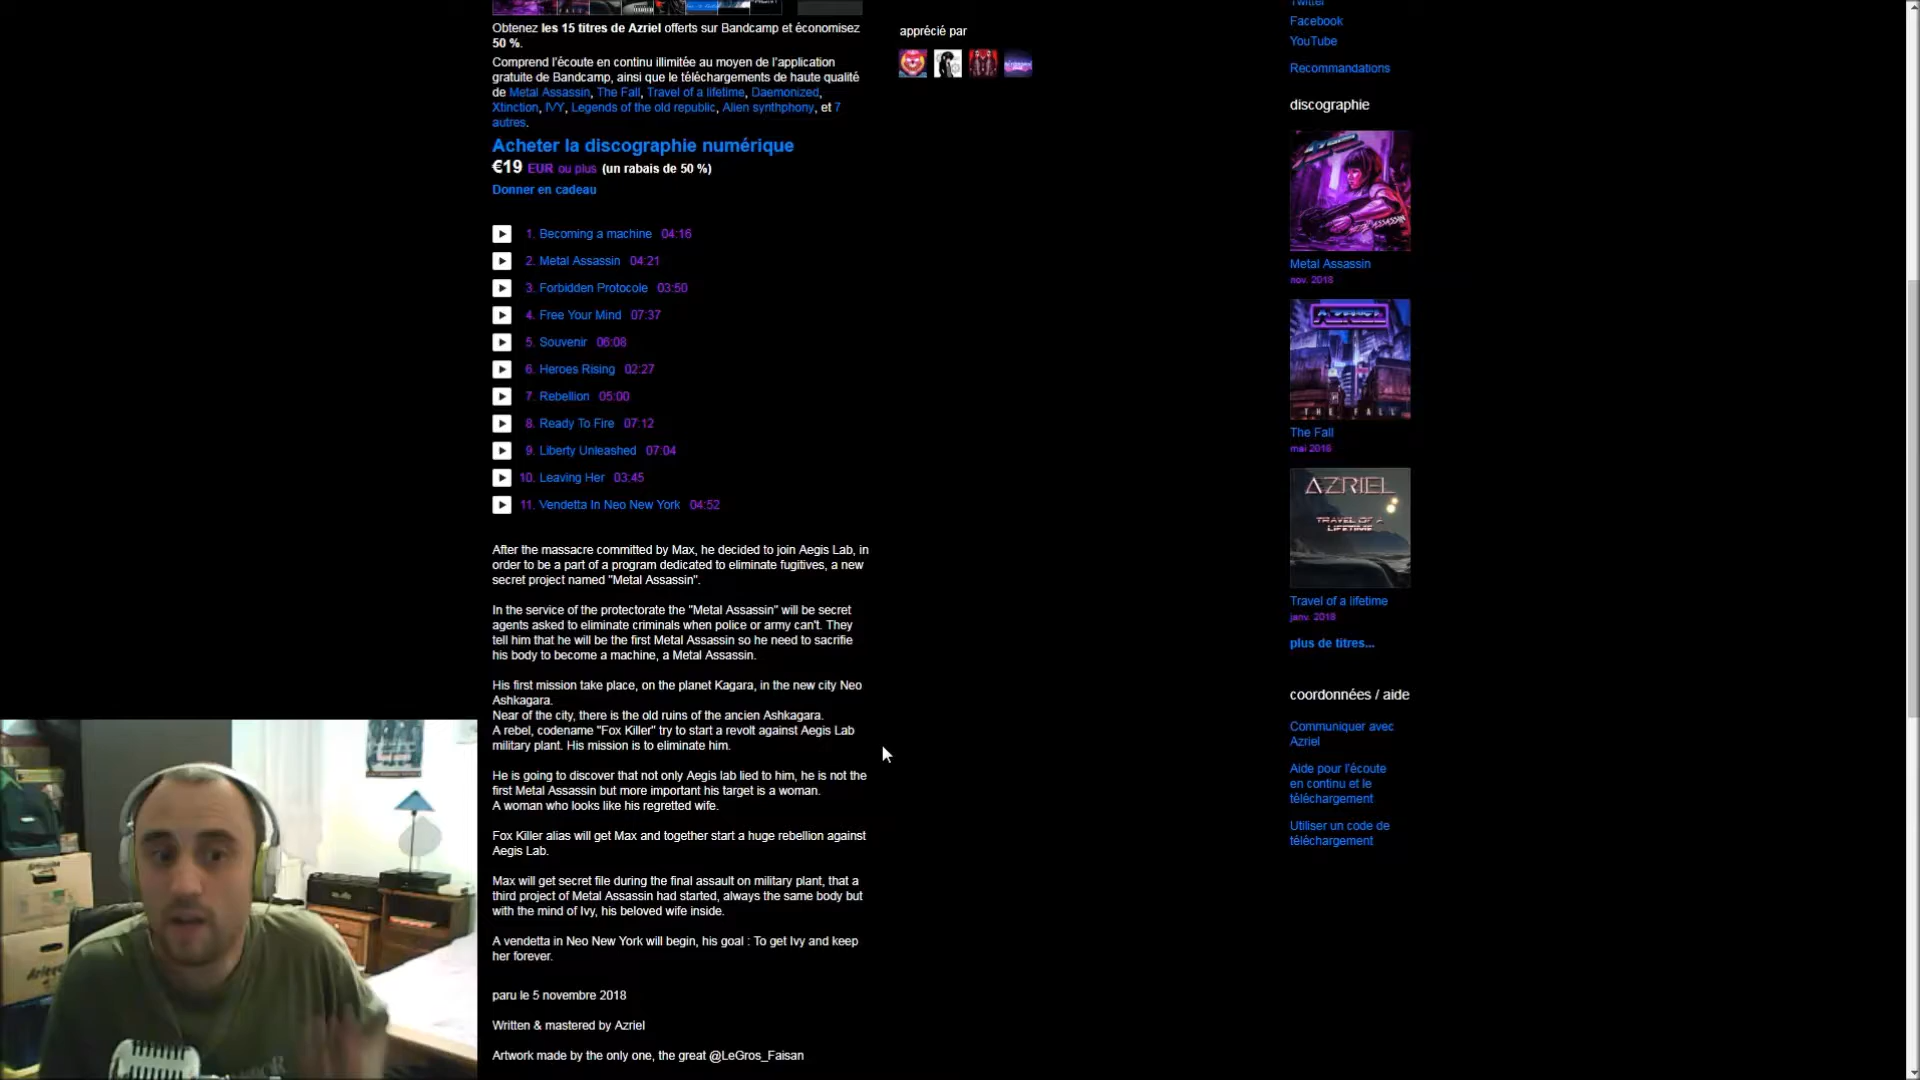 Obtenez les 15 titres de Azriel offerts sur Bandcamp et économisez
50 %.
Comprend l'écoute en continu illimitée au moyen de l'application
gratuite de Bandcamp, ainsi que le téléchargements de haute qualité
de Metal Assassin, The Fall, Travel of a lifetime, Daemonized,
Xtinction, IVY, Legends of the old republic, Alien synthphony, et 7
autres.
Acheter la discographie numérique
€19 EUR ou plus (un rabais de 50 %)
Donner en cadeau
1. Becoming a machine 04:16
2. Metal Assassin 04:21
3. Forbidden Protocole 03:50
4. Free Your Mind 07:37
5. Souvenir 06:08
6. Heroes Rising 02:27
7. Rebellion 05:00
8. Ready To Fire 07:12
9. Liberty Unleashed 07:04
10. Leaving Her 03:45
11. Vendetta In Neo New York 04:52
After the massacre committed by Max, he decided to join Aegis Lab, in
order to be a part of a program dedicated to eliminate fugitives, a new
secret project named "Metal Assassin".
In the service of the protectorate the "Metal Assassin" will be secret
agents asked to eliminate criminals when police or army can't. They
tell him that he will be the first Metal Assassin so he need to sacrifie
his body to become a machine, a Metal Assassin.
His first mission take place, on the planet Kagara, in the new city Neo
Ashkagara.
Near of the city, there is the old ruins of the ancien Ashkagara.
A rebel, codename "Fox Killer" try to start a revolt against Aegis Lab
military plant. His mission is to eliminate him.
He is going to discover that not only Aegis lab lied to him, he is not the
first Metal Assassin but more important his target is a woman.
A woman who looks like his regretted wife.
Fox Killer alias will get Max and together start a huge rebellion against
Aegis Lab.
Max will get secret file during the final assault on military plant, that a
third project of Metal Assassin had started, always the same body but
with the mind of Ivy, his beloved wife inside.
A vendetta in Neo New York will begin, his goal : To get Ivy and keep
her forever.
paru le 5 novembre 2018
Written & mastered by Azriel
Artwork made by the only one, the great @LeGros_Faisan
apprécié par
Twitter
Facebook
YouTube
Recommandations
discographie
Metal Assassin
nov. 2018
AZRIEL
THE FALL
The Fall
mai 2018
AZRIEL
TRAVEL OF A
LIFETIME
Travel of a lifetime
janv. 2018
plus de titres...
coordonnées / aide
Communiquer avec
Azriel
Aide pour l'écoute
en continu et le
téléchargement
Utiliser un code de
téléchargement